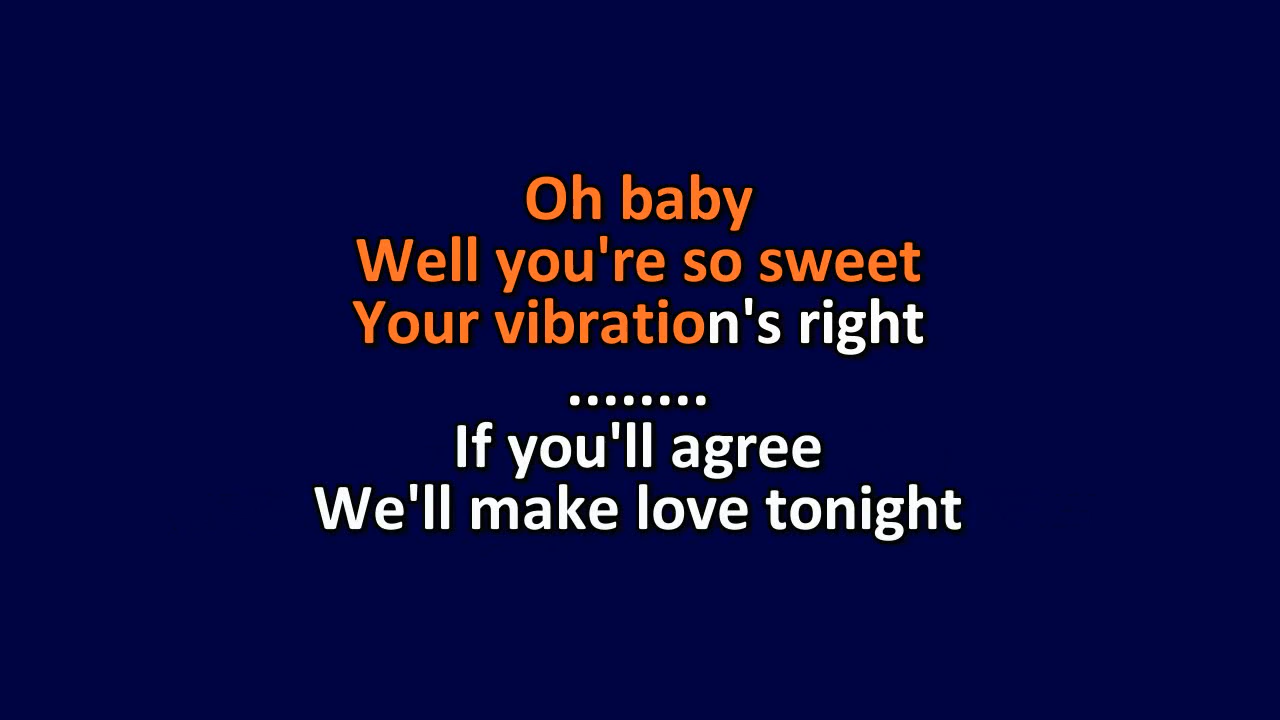 Oh baby
Well you're so sweet
Your vibration's right
........
If you'll agree
We'll make love tonight